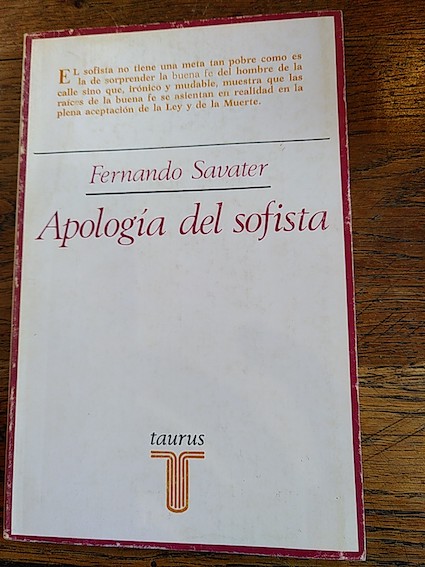 EL sofista no tiene una meta tan pobre como es
la de sorprender la buena fe del hombre de la
calle sino que, irónico y mudable, muestra que las
raíces de la buena fe se asientan en realidad en la
plena aceptación de la Ley y de la Muerte.
Fernando Savater
Apología del sofista
taurus